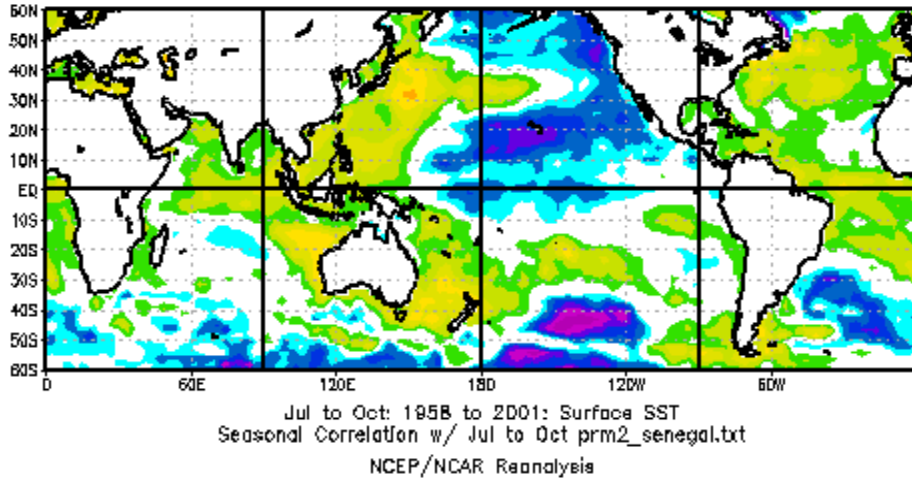 60N
50N
40N
30N
20N
10N
EQ
10S
20S
30S
40S
50S
60S
0 60E 120E 180 120W 60W
Jul to Oct: 1958 to 2001: Surface SST
Seasonal Correlation w/ Jul to Oct prm2_senegal.txt
NCEP/NCAR Reanalysis